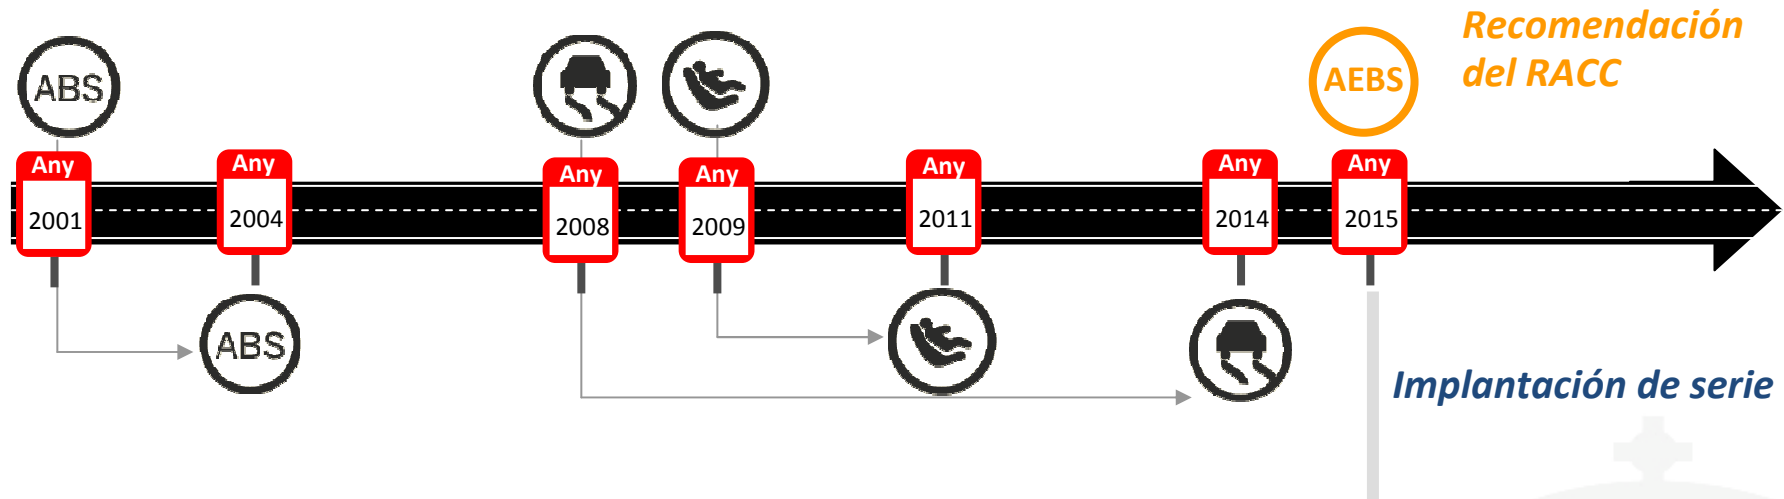 Recomendación
del RACC
ABS
AEBS
Any
2001
Any
2004
Any
2008
Any
2009
Any
2011
Any
2014
Any
2015
ABS
Implantación de serie